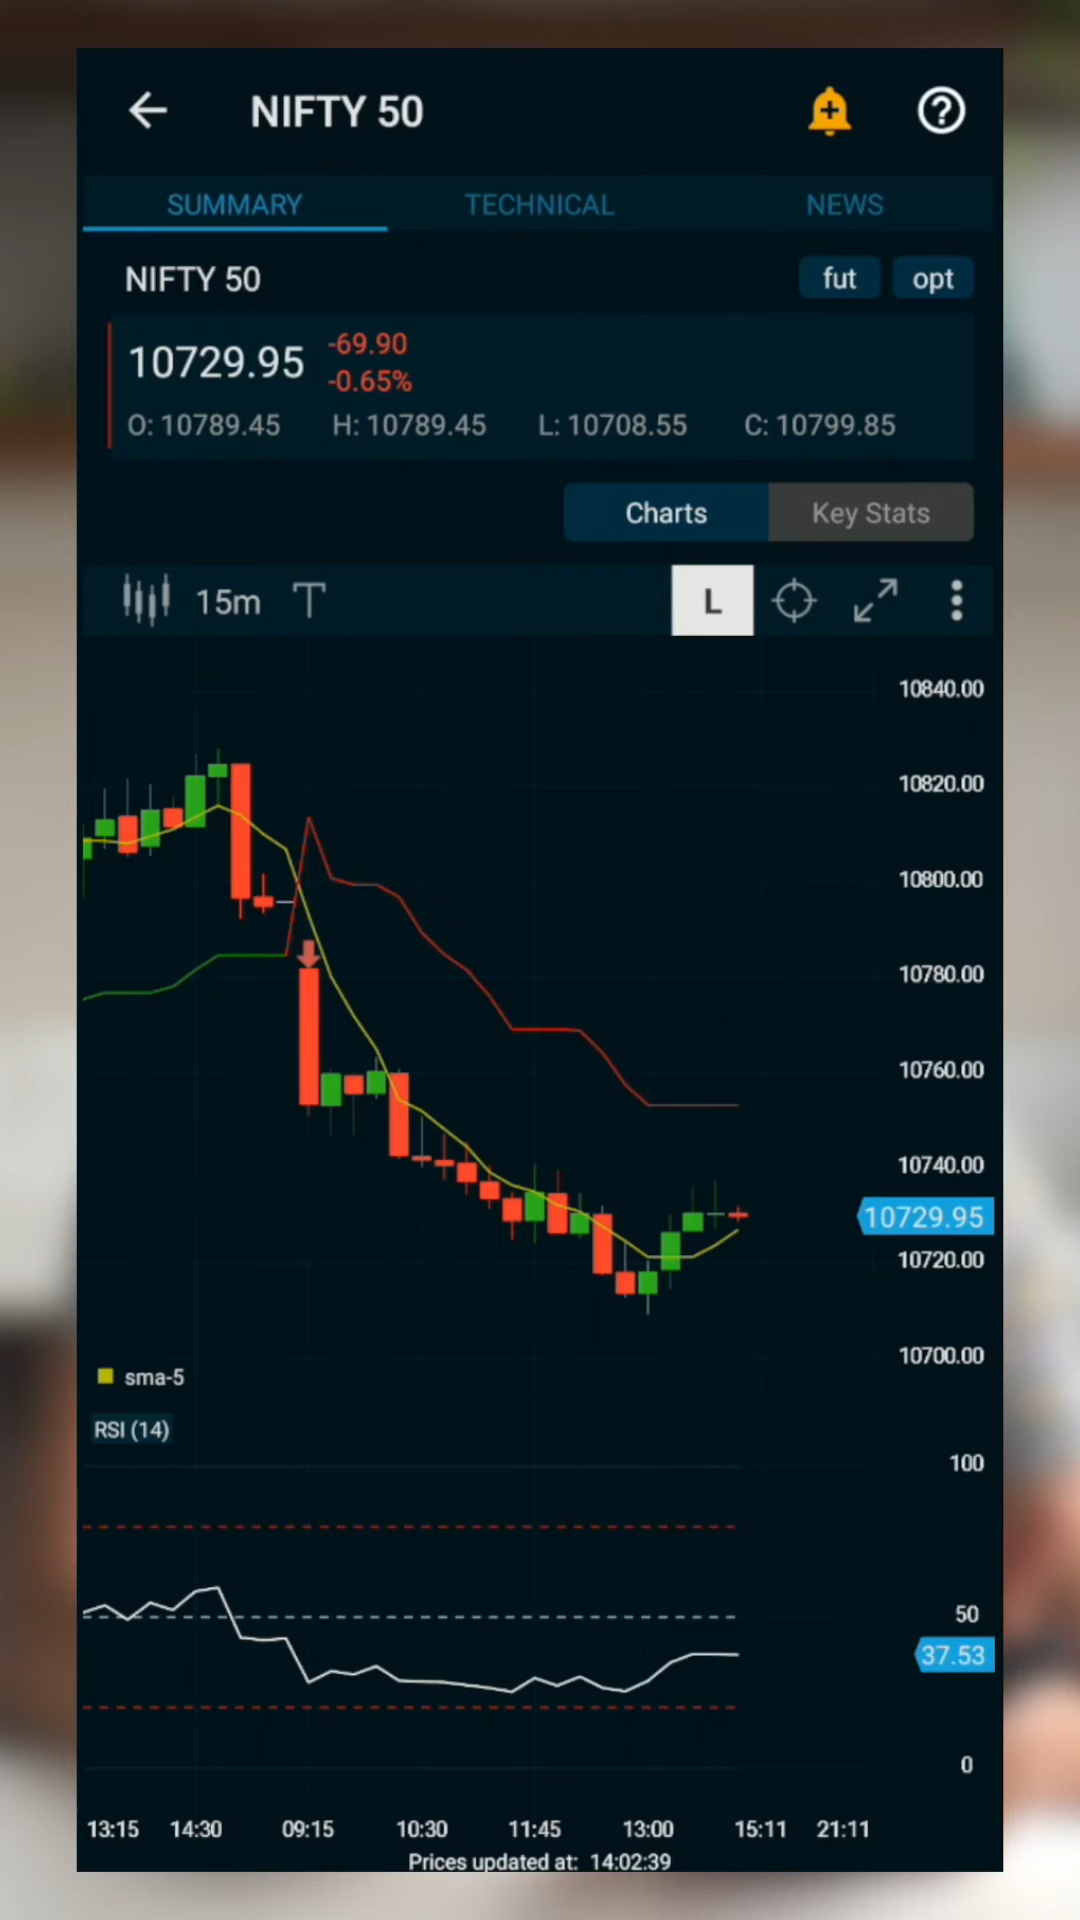 NIFTY 50
SUMMARY TECHNICAL NEWS
NIFTY 50 fut opt
10729.95 -69.90
-0.65%
O: 10789.45 H: 10789.45 L: 10708.55 C: 10799.85
Charts Key Stats
15m T L
10840.00
10820.00
10800.00
10780.00
10760.00
10740.00
10729.95
10720.00
10700.00
sma-5
RSI (14)
100
50
37.53
0
13:15 14:30 09:15 10:30 11:45 13:00 15:11 21:11
Prices updated at: 14:02:39